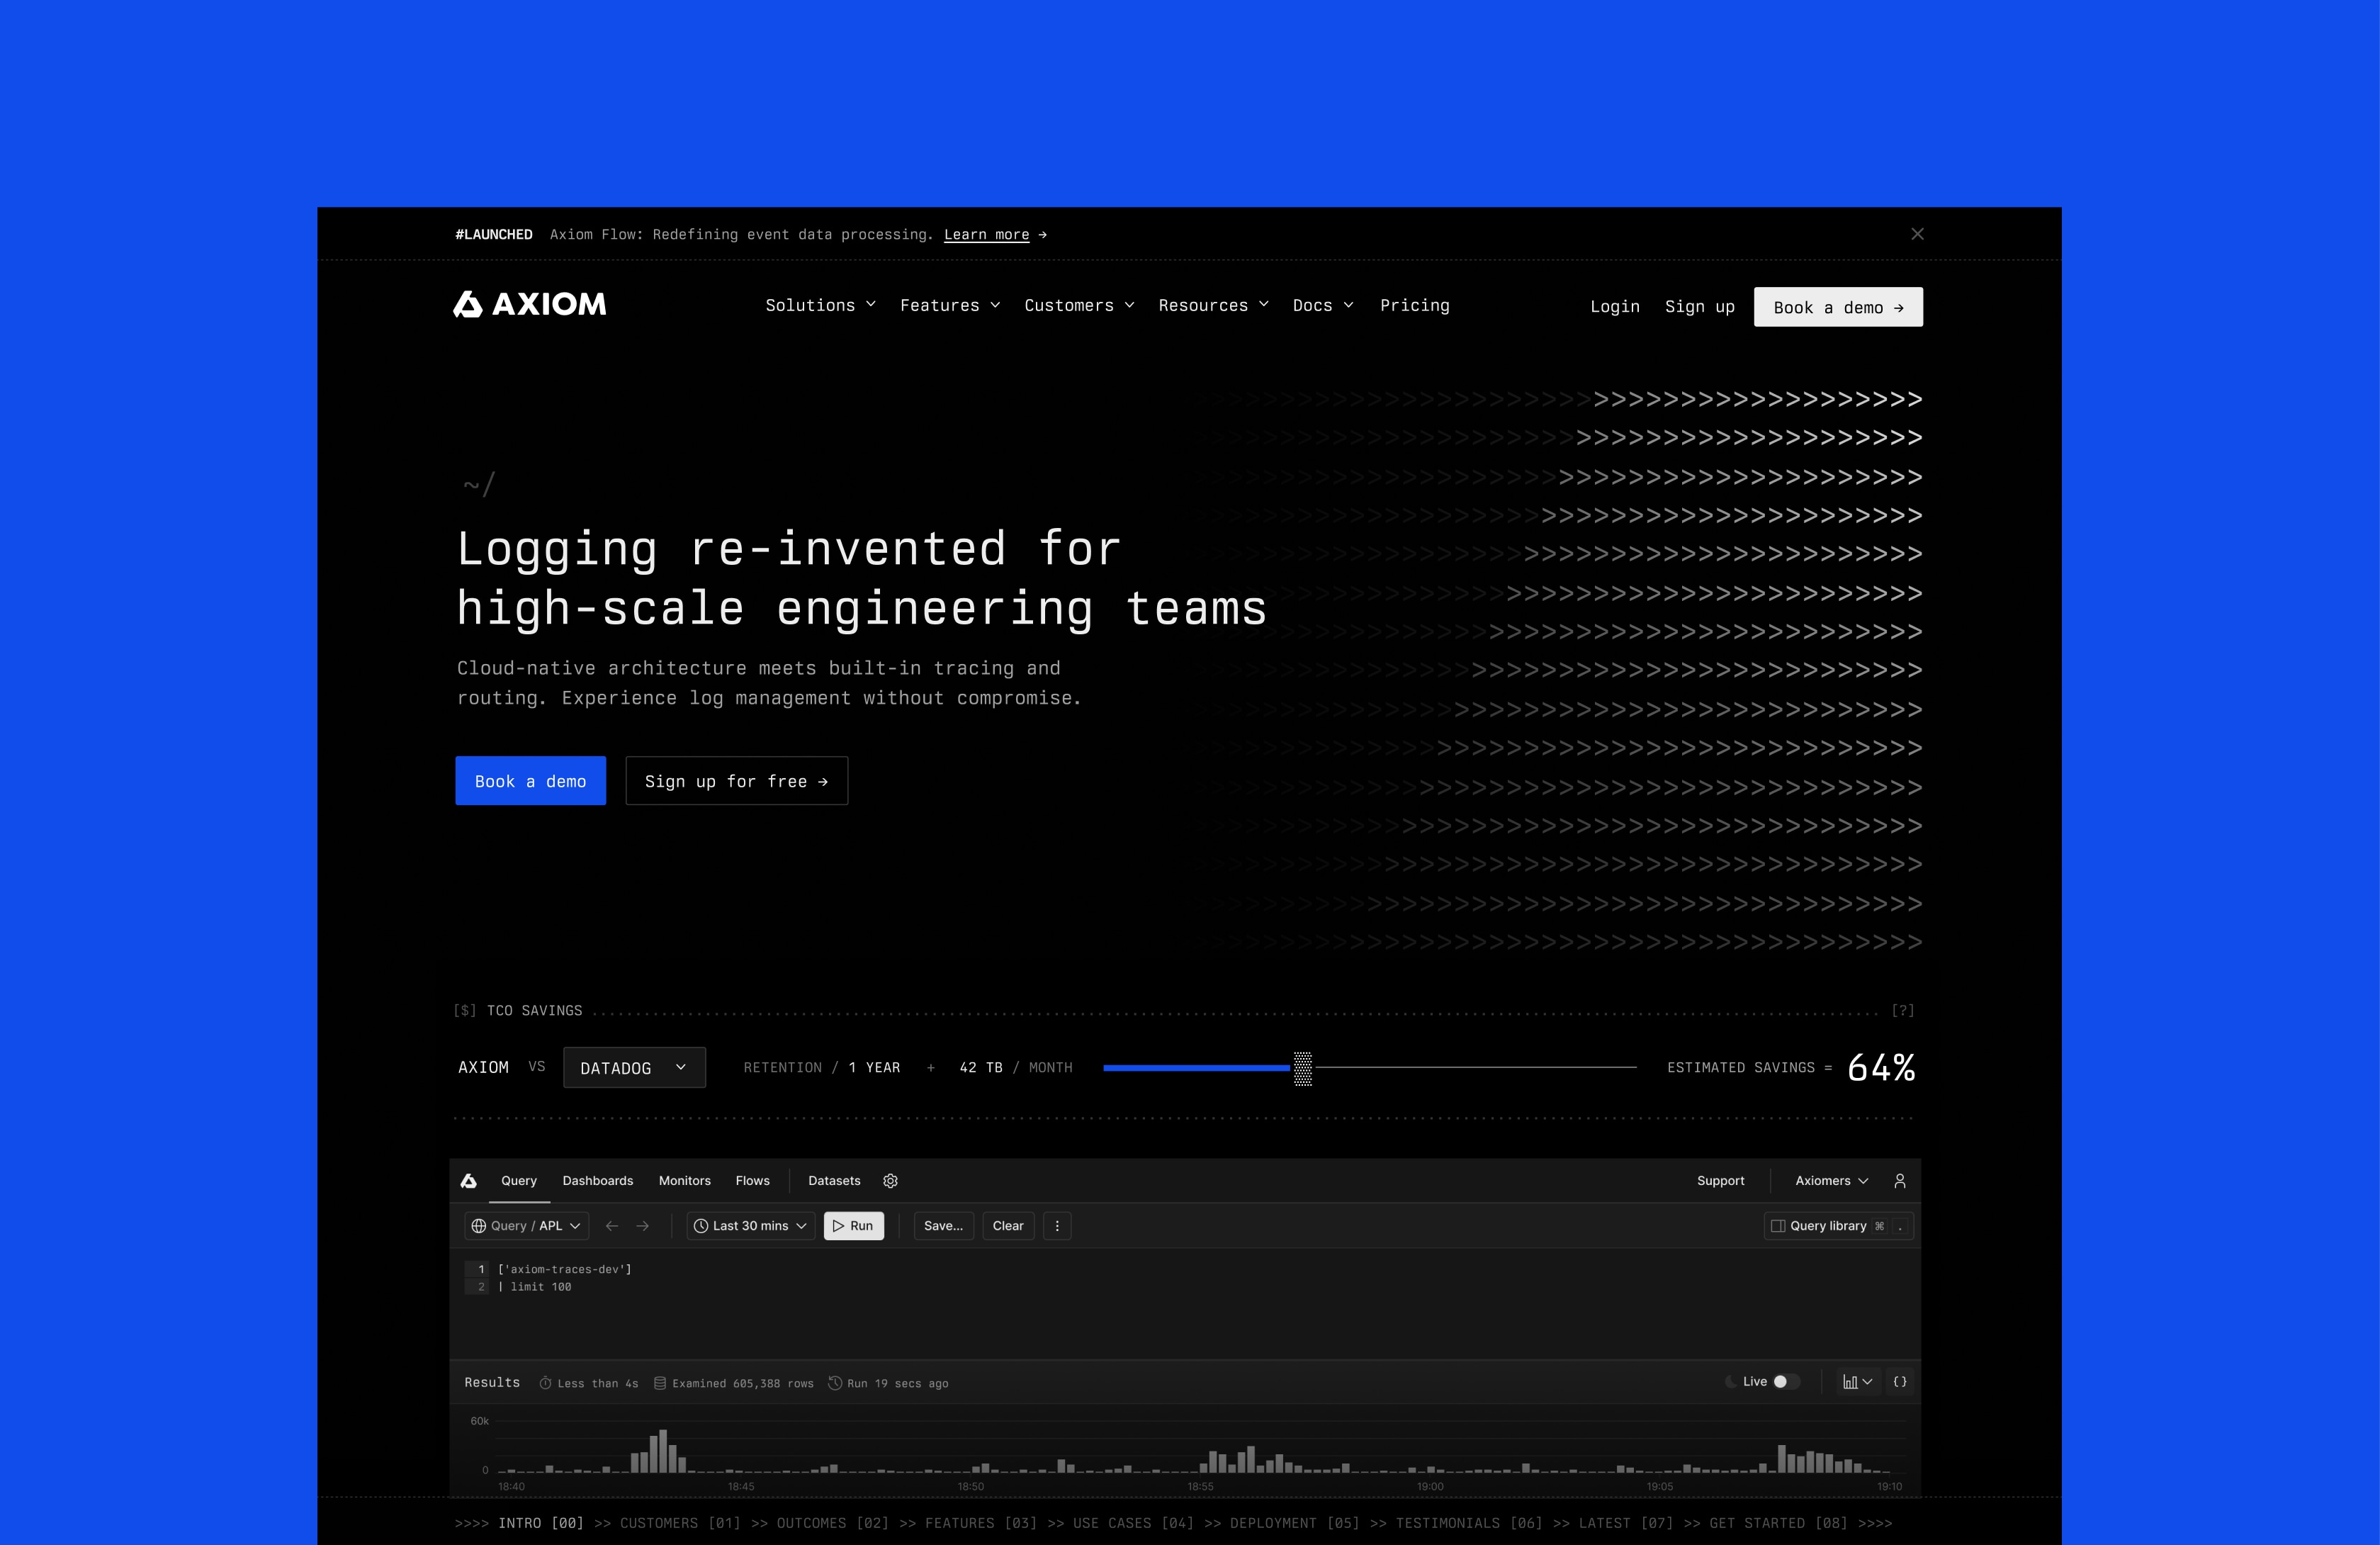 #LAUNCHED Axiom Flow: Redefining event data processing. Learn more →
AXIOM
Solutions Features Customers Resources Docs Pricing
Login Sign up Book a demo →
~/
Logging re-invented for
high-scale engineering teams
Cloud-native architecture meets built-in tracing and
routing. Experience log management without compromise.
Book a demo
Sign up for free →
[$] TCO SAVINGS [?]
AXIOM VS DATADOG RETENTION / 1 YEAR + 42 TB / MONTH ESTIMATED SAVINGS = 64%
Query Dashboards Monitors Flows Datasets Support Axiomers
Query / APL ← → Last 30 mins Run Save... Clear Query library ⌘ .
1 ['axiom-traces-dev']
2 | limit 100
Results Less than 4s Examined 605,388 rows Run 19 secs ago Live {}
60k
0
18:40 18:45 18:50 18:55 19:00 19:05 19:10
>>>> INTRO [00] >> CUSTOMERS [01] >> OUTCOMES [02] >> FEATURES [03] >> USE CASES [04] >> DEPLOYMENT [05] >> TESTIMONIALS [06] >> LATEST [07] >> GET STARTED [08] >>>>